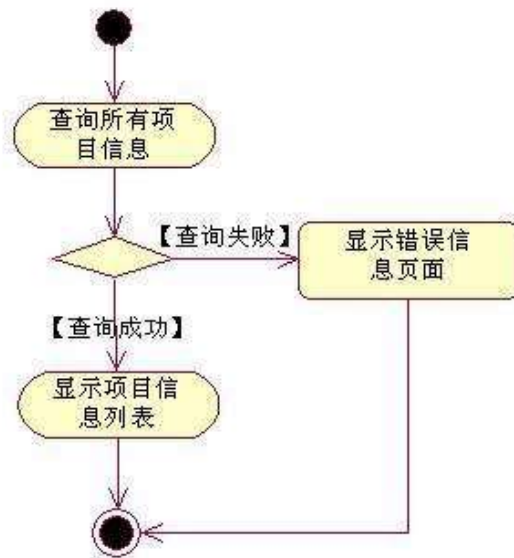 查询所有项
目信息
【查询失败】
显示错误信
息页面
【查询成功】
显示项目信
息列表